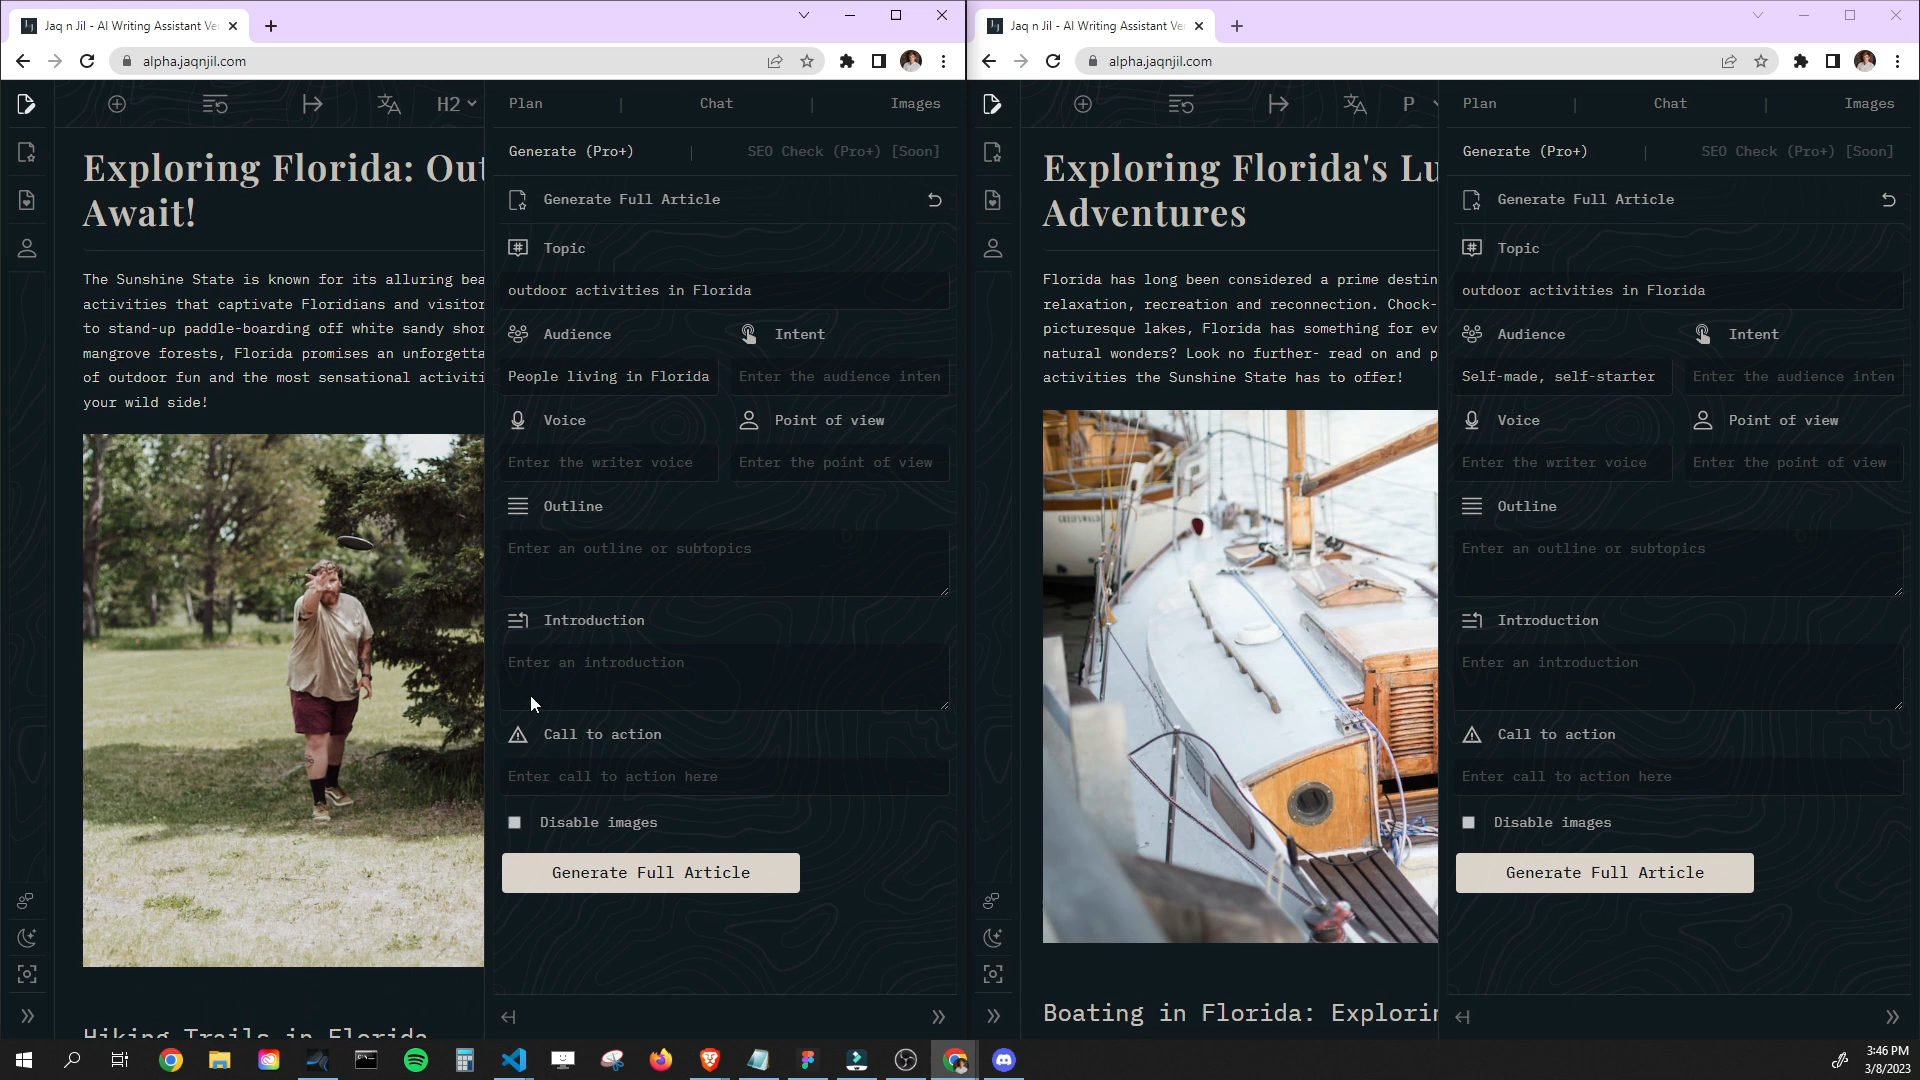 Jaq n Jil - AI Writing Assistant Ve
alpha.jaqnjil.com
H2
Plan | Chat | Images
Generate (Pro+) | SEO Check (Pro+) [Soon]
Exploring Florida: Out
Await!
The Sunshine State is known for its alluring bea
activities that captivate Floridians and visitor
to stand-up paddle-boarding off white sandy shor
mangrove forests, Florida promises an unforgetta
of outdoor fun and the most sensational activiti
your wild side!
Hiking Trails in Florida
Generate Full Article
Topic
outdoor activities in Florida
Audience
Intent
People living in Florida
Enter the audience inten
Voice
Point of view
Enter the writer voice
Enter the point of view
Outline
Enter an outline or subtopics
Introduction
Enter an introduction
Call to action
Enter call to action here
Disable images
Generate Full Article
Jaq n Jil - AI Writing Assistant Ve
alpha.jaqnjil.com
P
Plan | Chat | Images
Generate (Pro+) | SEO Check (Pro+) [Soon]
Exploring Florida's Lu
Adventures
Florida has long been considered a prime destin
relaxation, recreation and reconnection. Chock-
picturesque lakes, Florida has something for ev
natural wonders? Look no further- read on and p
activities the Sunshine State has to offer!
Boating in Florida: Explorin
Generate Full Article
Topic
outdoor activities in Florida
Audience
Intent
Self-made, self-starter
Enter the audience inten
Voice
Point of view
Enter the writer voice
Enter the point of view
Outline
Enter an outline or subtopics
Introduction
Enter an introduction
Call to action
Enter call to action here
Disable images
Generate Full Article
3:46 PM
3/8/2023